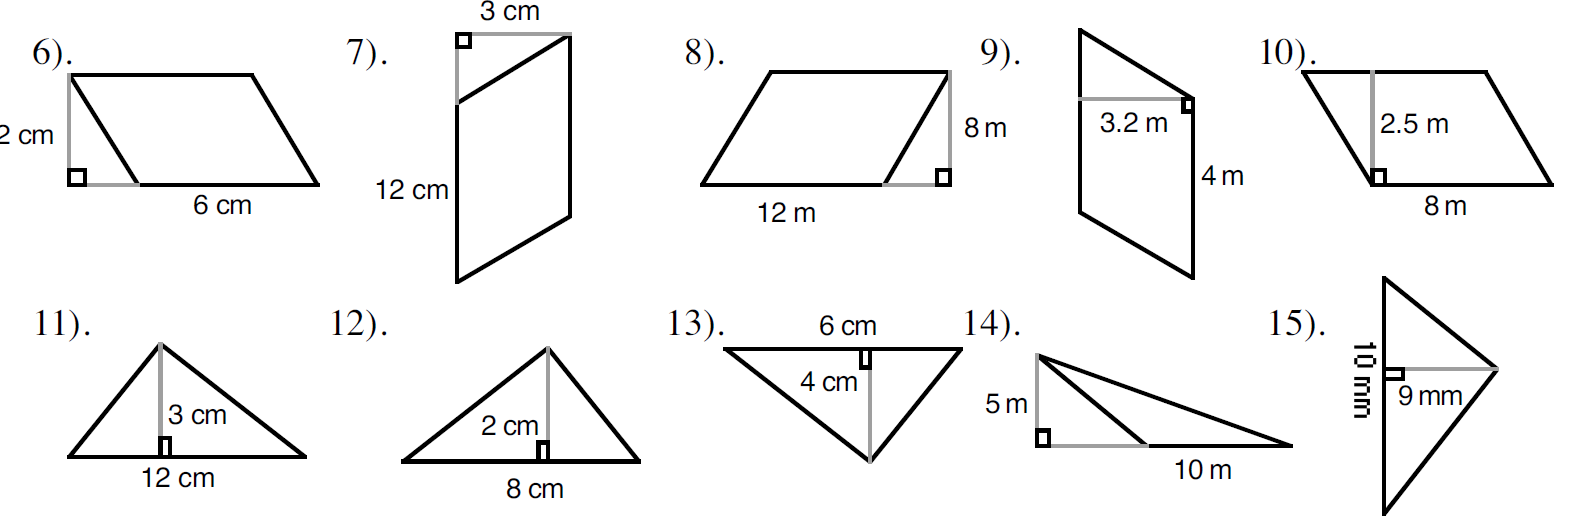 6).
2 cm
6 cm
7).
3 cm
12 cm
8).
8 m
12 m
9).
3.2 m
4 m
10).
2.5 m
8 m
11).
3 cm
12 cm
12).
2 cm
8 cm
13).
6 cm
4 cm
14).
5 m
10 m
15).
10 mm
9 mm